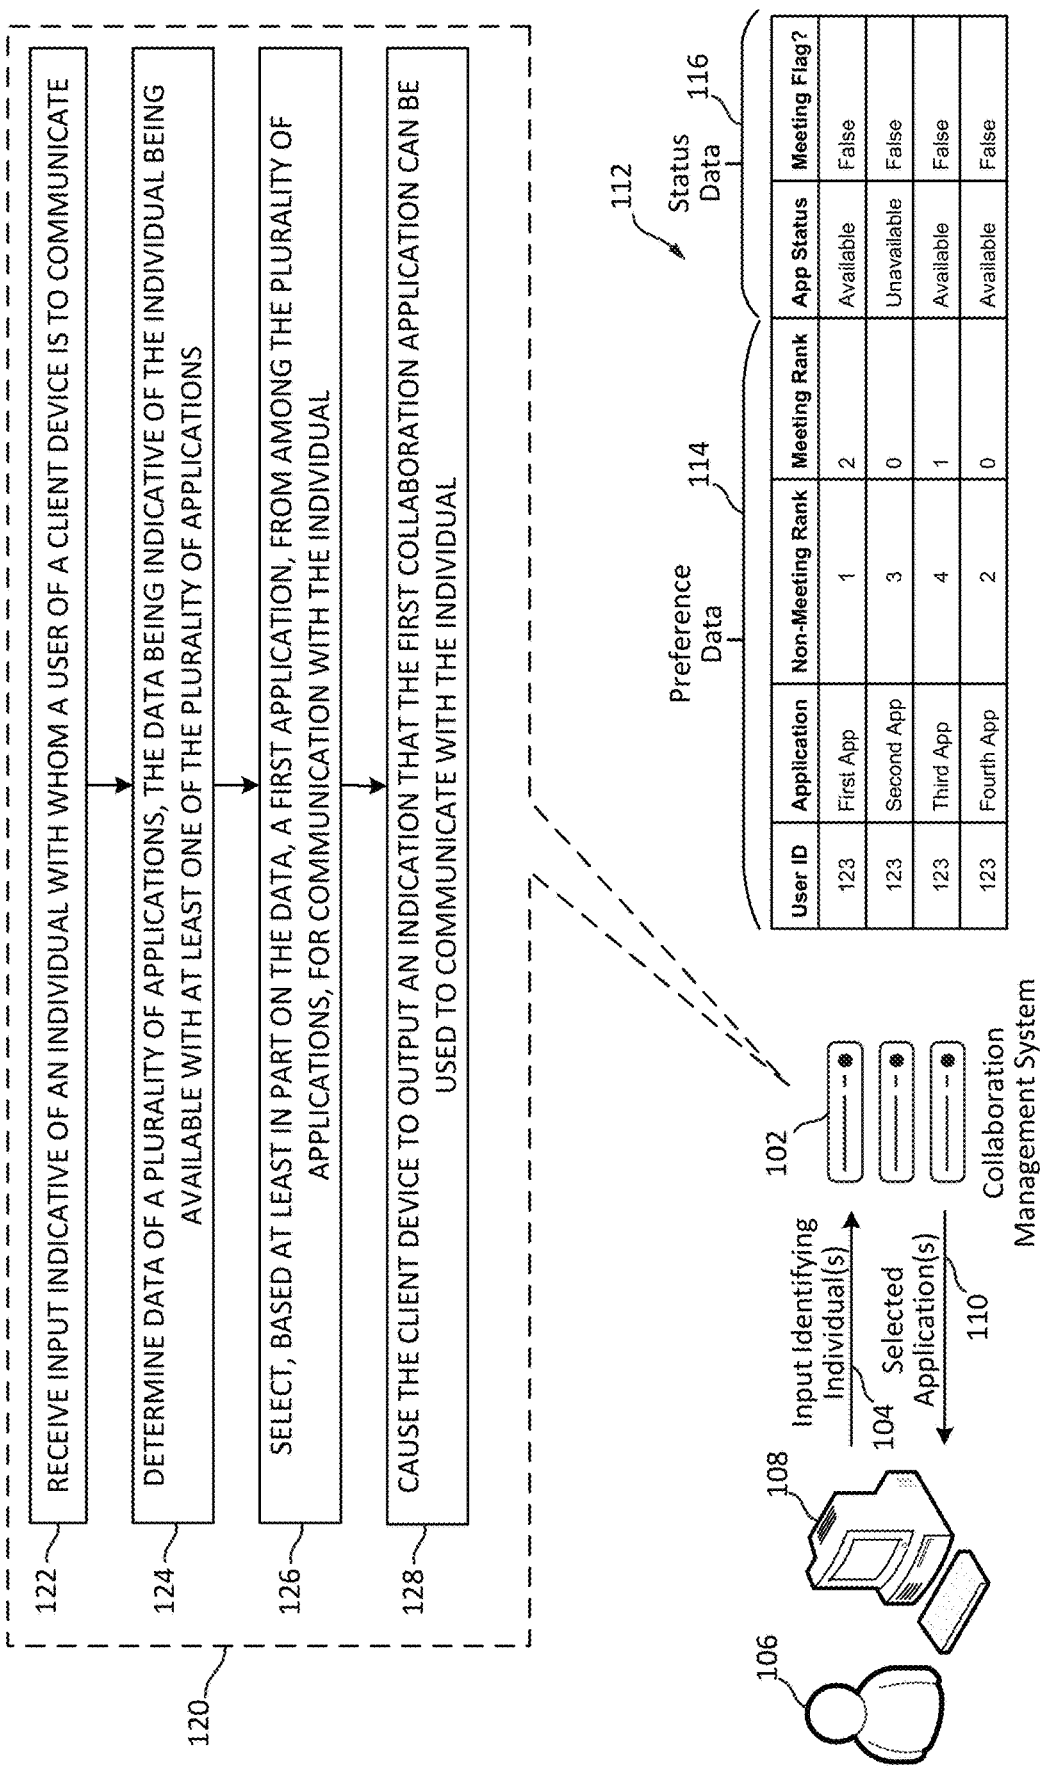 120
122
RECEIVE INPUT INDICATIVE OF AN INDIVIDUAL WITH WHOM A USER OF A CLIENT DEVICE IS TO COMMUNICATE
124
DETERMINE DATA OF A PLURALITY OF APPLICATIONS, THE DATA BEING INDICATIVE OF THE INDIVIDUAL BEING
AVAILABLE WITH AT LEAST ONE OF THE PLURALITY OF APPLICATIONS
126
SELECT, BASED AT LEAST IN PART ON THE DATA, A FIRST APPLICATION, FROM AMONG THE PLURALITY OF
APPLICATIONS, FOR COMMUNICATION WITH THE INDIVIDUAL
128
CAUSE THE CLIENT DEVICE TO OUTPUT AN INDICATION THAT THE FIRST COLLABORATION APPLICATION CAN BE
USED TO COMMUNICATE WITH THE INDIVIDUAL
106
108
Input Identifying
Individual(s)
104
Selected
Application(s)
110
102
Collaboration
Management System
112
Preference
Data
114
Status
Data
116
User ID Application Non-Meeting Rank Meeting Rank App Status Meeting Flag?
123 First App 1 2 Available False
123 Second App 3 0 Unavailable False
123 Third App 4 1 Available False
123 Fourth App 2 0 Available False